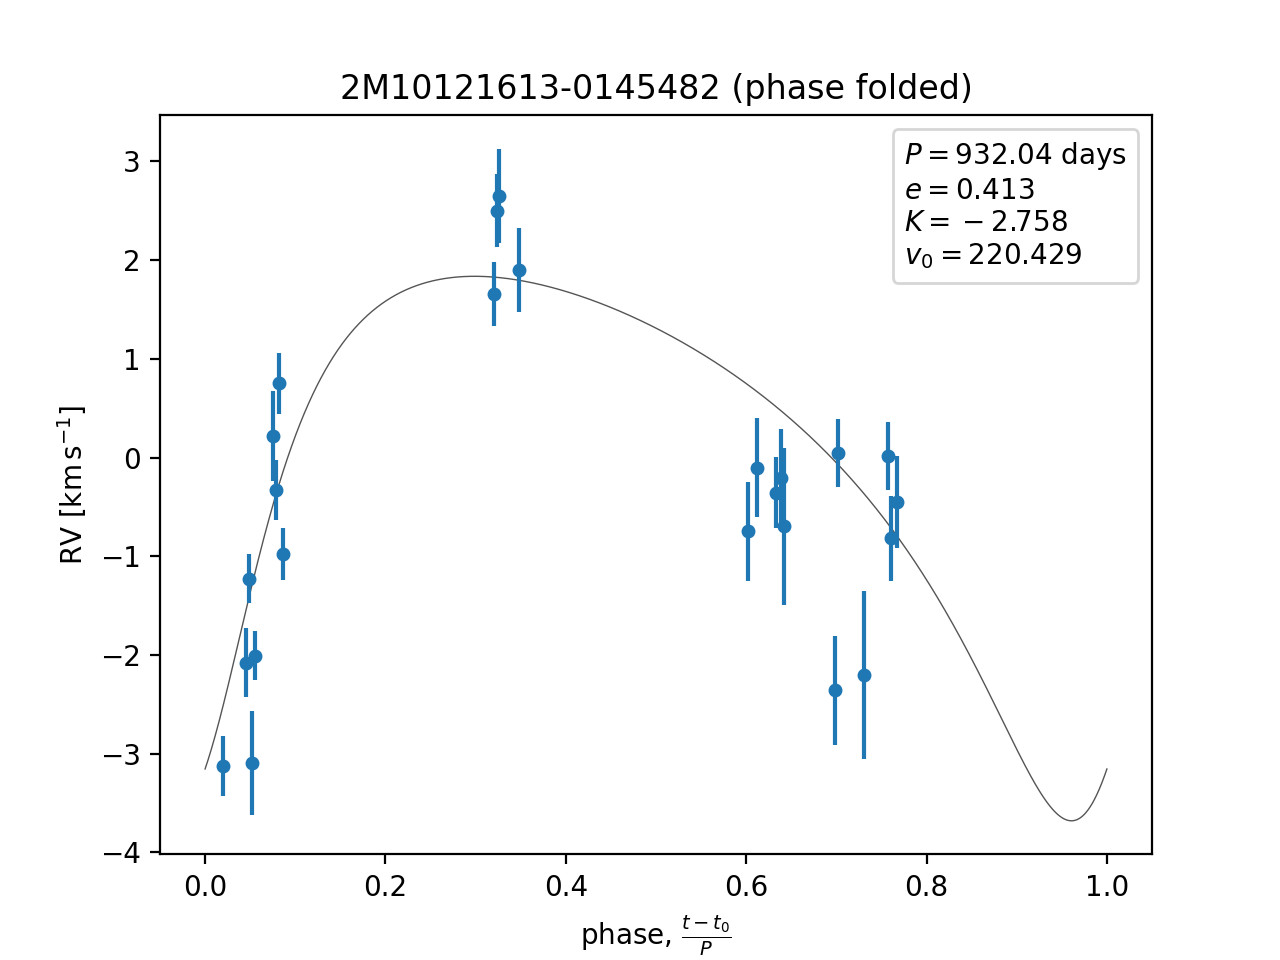 2M10121613-0145482 (phase folded)
P = 932.04 days
e = 0.413
K = −2.758
v₀ = 220.429
RV [km s⁻¹]
3
2
1
0
−1
−2
−3
−4
0.0 0.2 0.4 0.6 0.8 1.0
phase, (t − t₀)/P